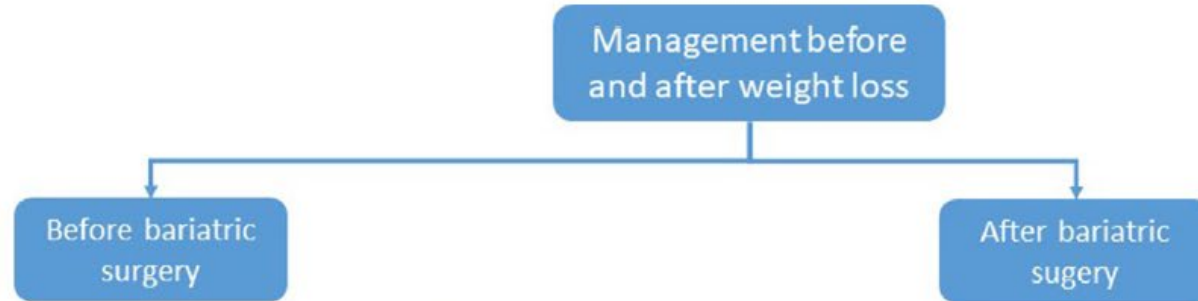 Management before
and after weight loss
Before bariatric
surgery
After bariatric
sugery